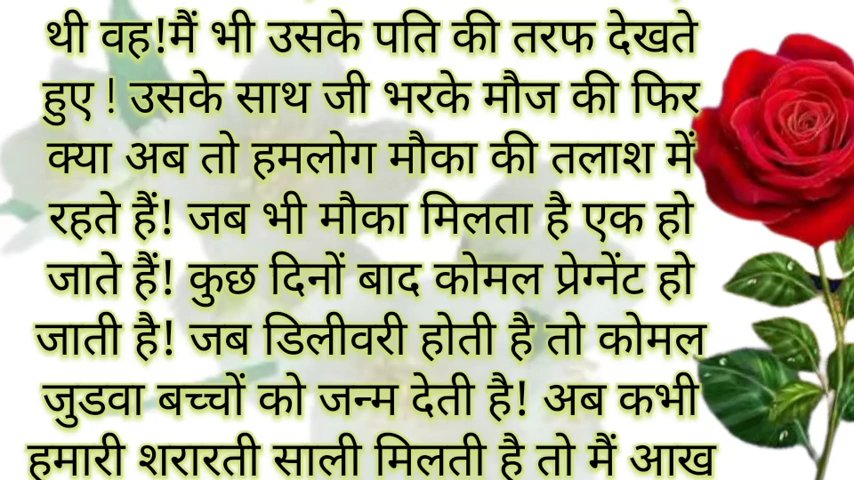 थी वह!मैं भी उसके पति की तरफ देखते
हुए ! उसके साथ जी भरके मौज की फिर
क्या अब तो हमलोग मौका की तलाश में
रहते हैं! जब भी मौका मिलता है एक हो
जाते हैं! कुछ दिनों बाद कोमल प्रेग्नेंट हो
जाती है! जब डिलीवरी होती है तो कोमल
जुडवा बच्चों को जन्म देती है! अब कभी
हमारी शरारती साली मिलती है तो मैं आख